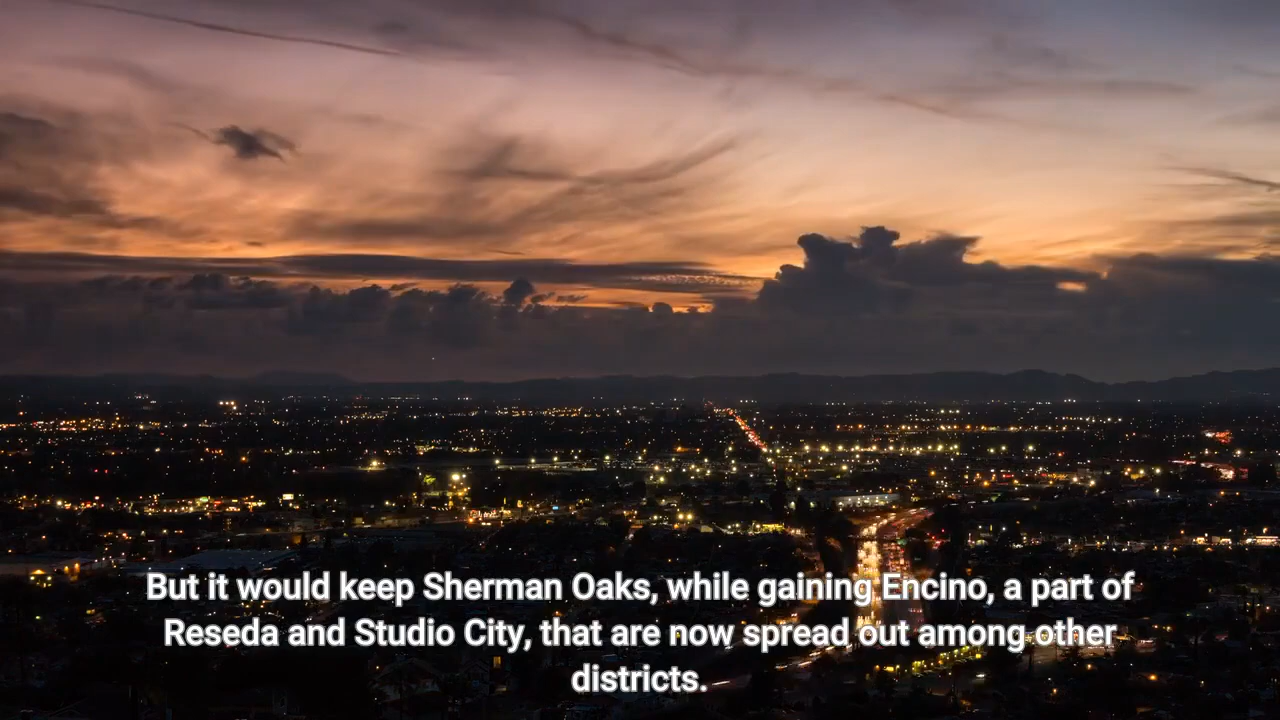 But it would keep Sherman Oaks, while gaining Encino, a part of
Reseda and Studio City, that are now spread out among other
districts.